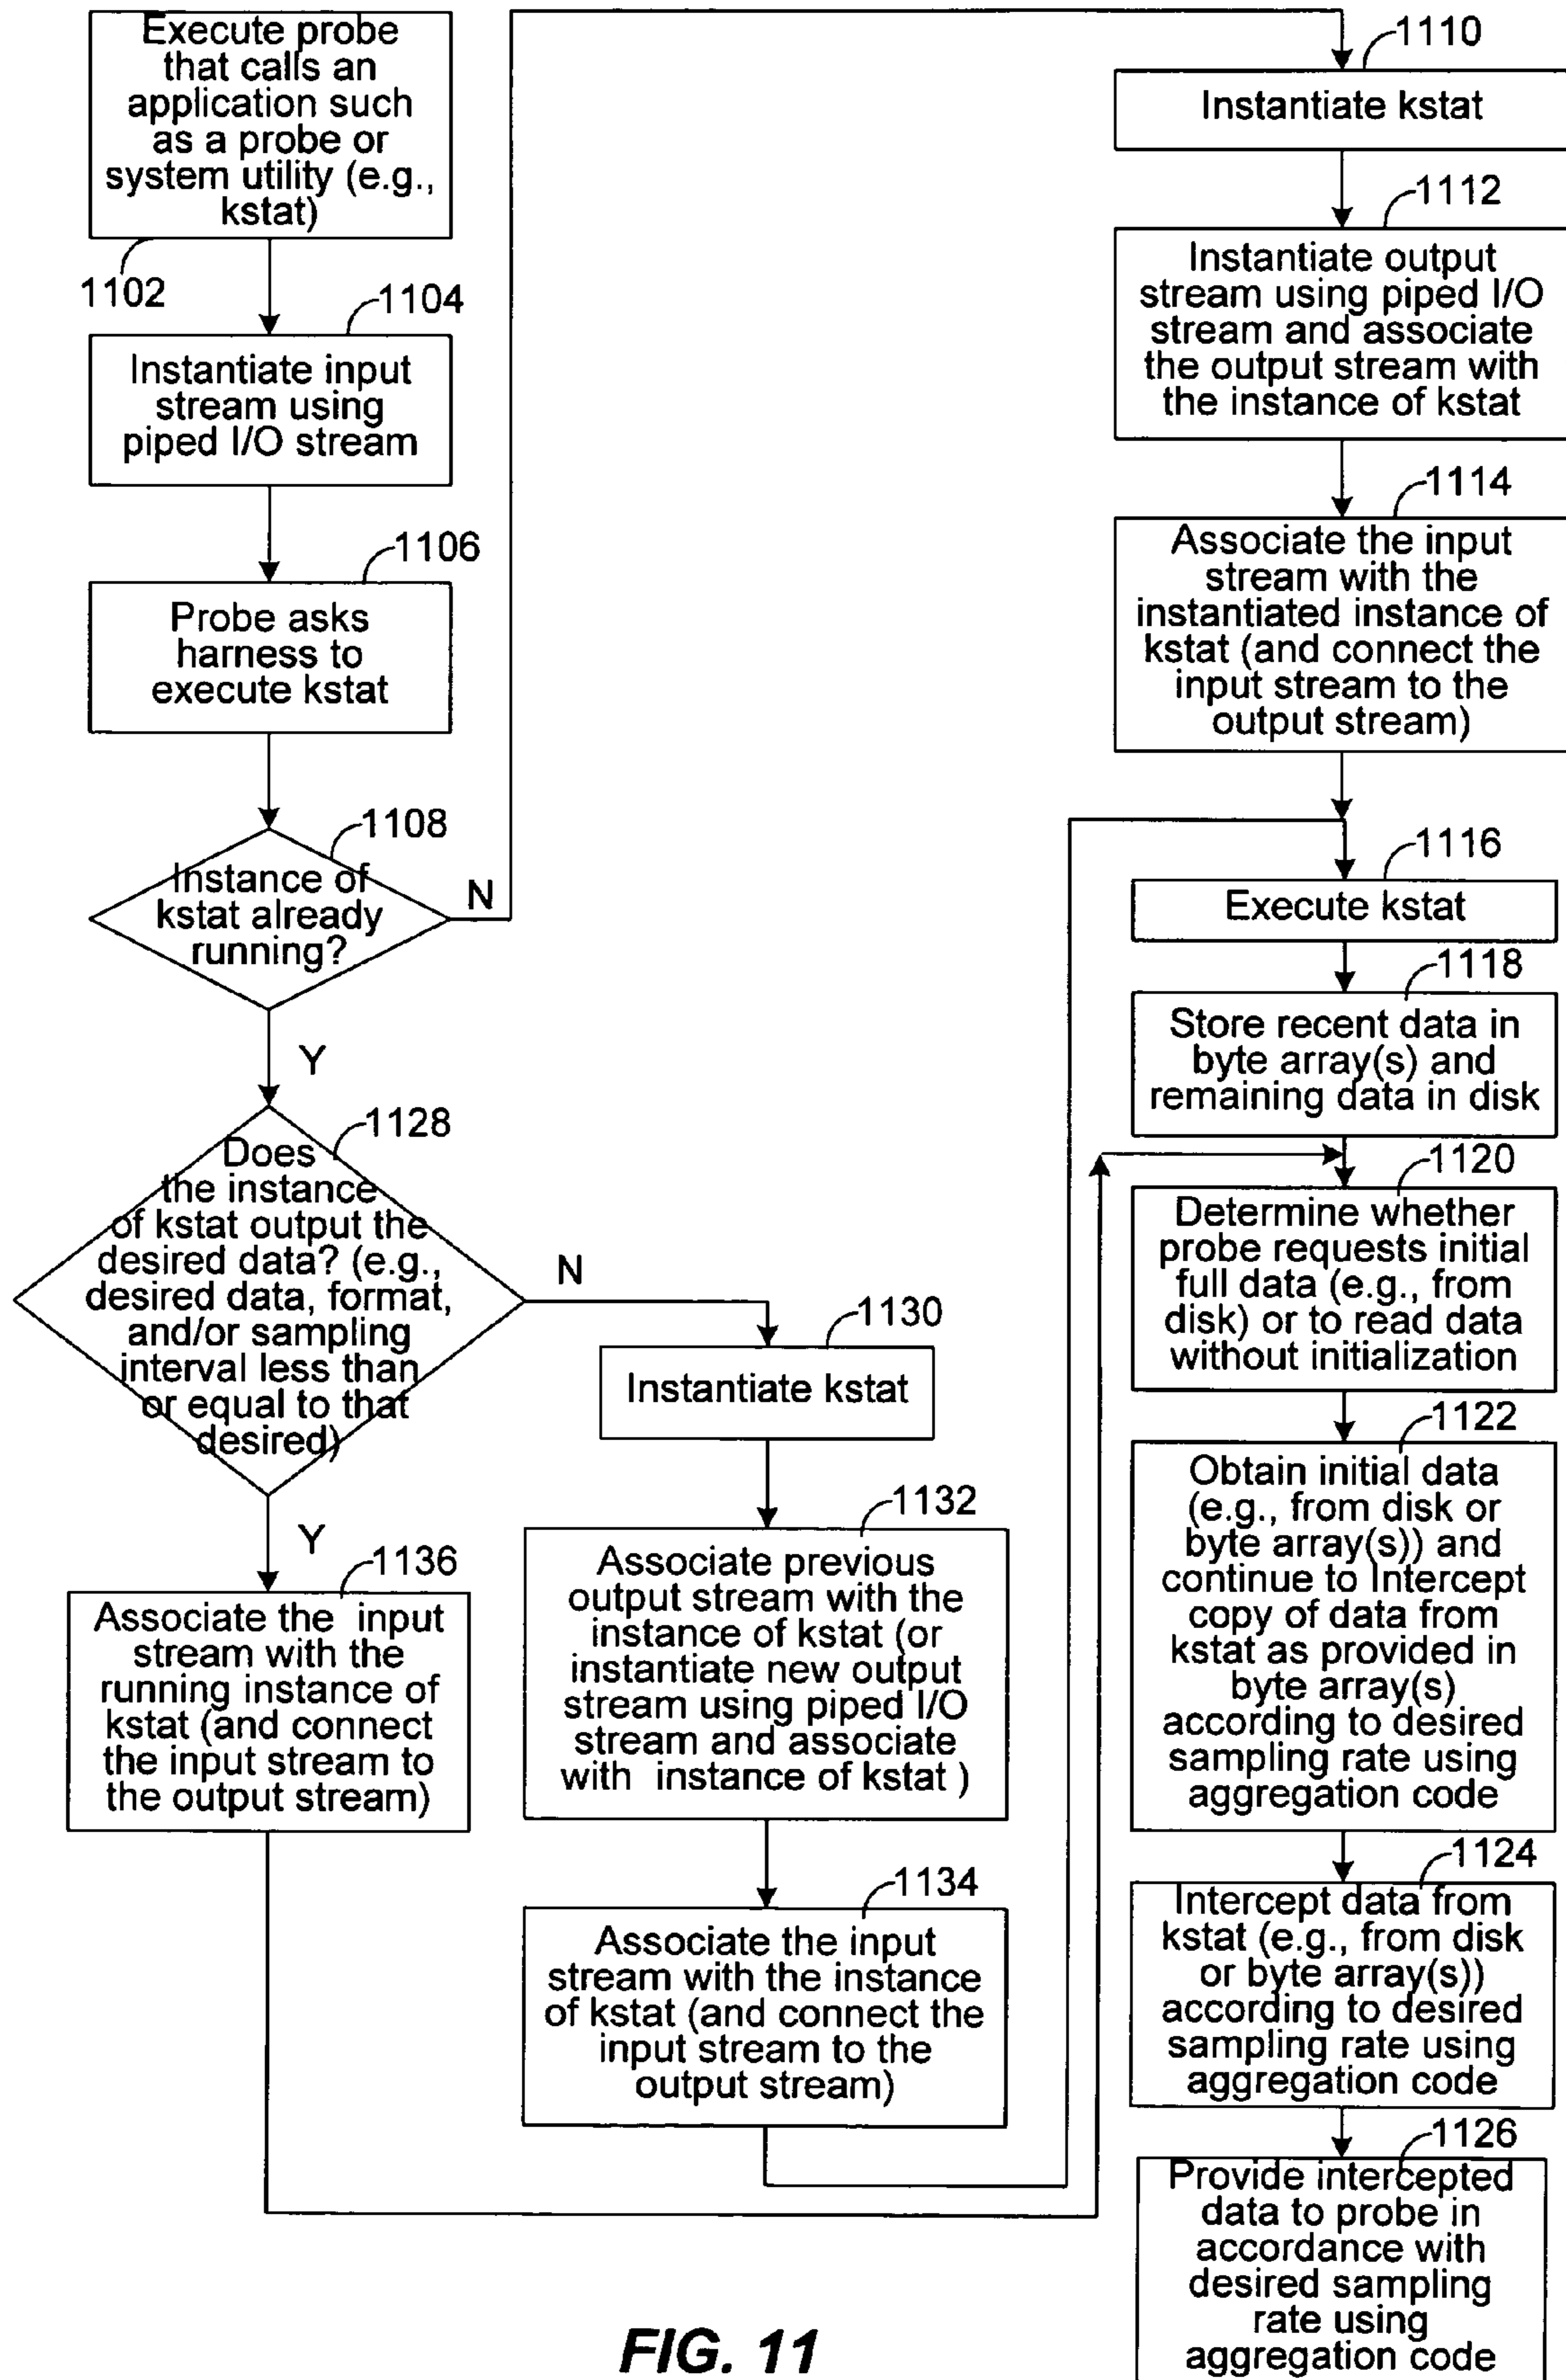 Execute probe
that calls an
application such
as a probe or
system utility (e.g.,
kstat)
1102
1104
Instantiate input
stream using
piped I/O stream
1106
Probe asks
harness to
execute kstat
1108
Instance of
kstat already
running?
N
Y
1128
Does
the instance
of kstat output the
desired data? (e.g.,
desired data, format,
and/or sampling
interval less than
or equal to that
desired)
N
Y
1136
Associate the input
stream with the
running instance of
kstat (and connect
the input stream to
the output stream)
1130
Instantiate kstat
1132
Associate previous
output stream with the
instance of kstat (or
instantiate new output
stream using piped I/O
stream and associate
with instance of kstat )
1134
Associate the input
stream with the instance
of kstat (and connect the
input stream to the
output stream)
1110
Instantiate kstat
1112
Instantiate output
stream using piped I/O
stream and associate
the output stream with
the instance of kstat
1114
Associate the input
stream with the
instantiated instance of
kstat (and connect the
input stream to the
output stream)
1116
Execute kstat
1118
Store recent data in
byte array(s) and
remaining data in disk
1120
Determine whether
probe requests initial
full data (e.g., from
disk) or to read data
without initialization
1122
Obtain initial data
(e.g., from disk or
byte array(s)) and
continue to Intercept
copy of data from
kstat as provided in
byte array(s)
according to desired
sampling rate using
aggregation code
1124
Intercept data from
kstat (e.g., from disk
or byte array(s))
according to desired
sampling rate using
aggregation code
1126
Provide intercepted
data to probe in
accordance with
desired sampling
rate using
aggregation code
FIG. 11